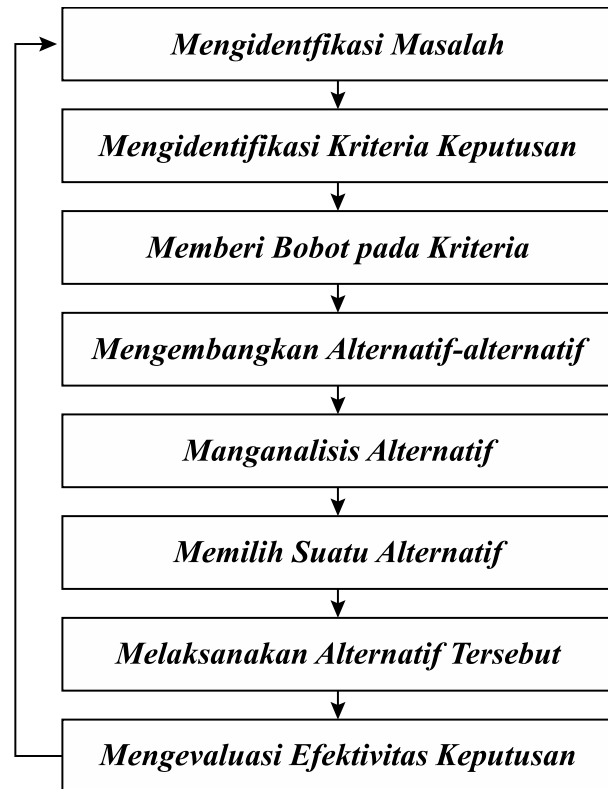 Mengidentfikasi Masalah
Mengidentifikasi Kriteria Keputusan
Memberi Bobot pada Kriteria
Mengembangkan Alternatif-alternatif
Manganalisis Alternatif
Memilih Suatu Alternatif
Melaksanakan Alternatif Tersebut
Mengevaluasi Efektivitas Keputusan